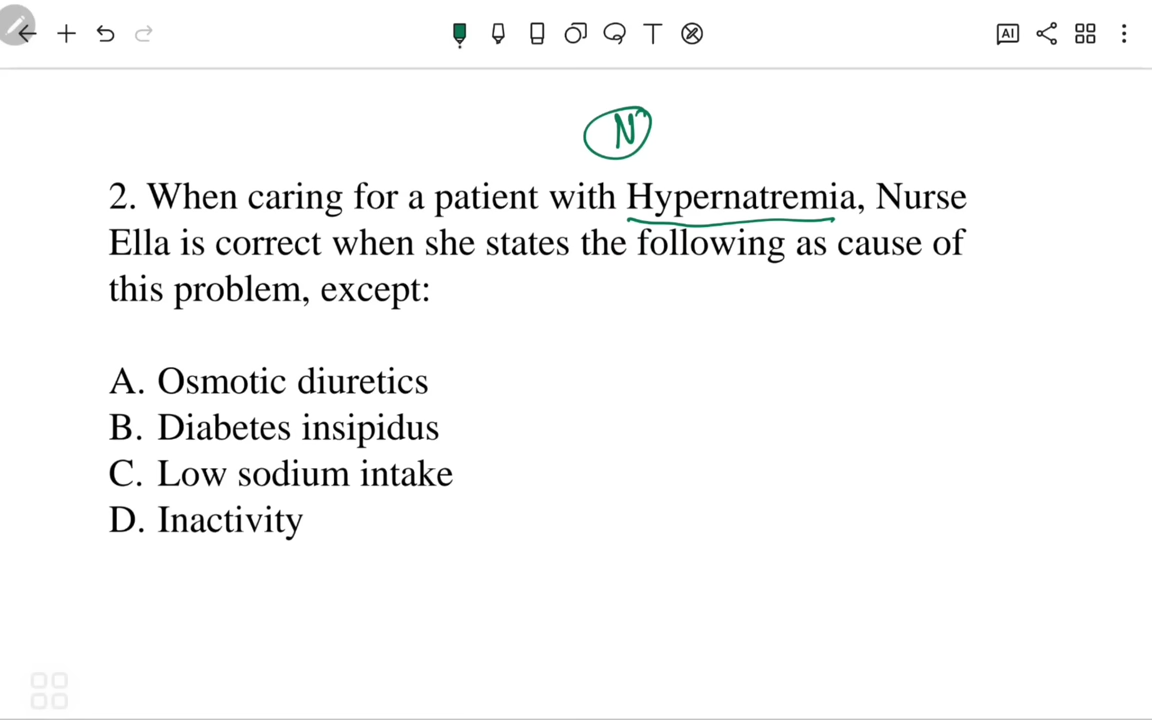 AI
T
N
2. When caring for a patient with Hypernatremia, Nurse
Ella is correct when she states the following as cause of
this problem, except:
A. Osmotic diuretics
B. Diabetes insipidus
C. Low sodium intake
D. Inactivity